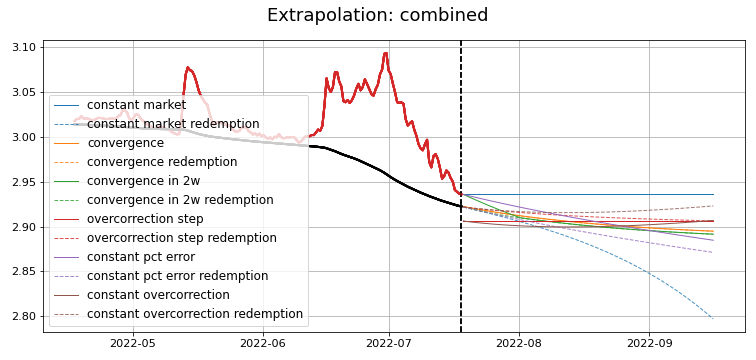 Extrapolation: combined
3.10
3.05
3.00
2.95
2.90
2.85
2.80
constant market
constant market redemption
convergence
convergence redemption
convergence in 2w
convergence in 2w redemption
overcorrection step
overcorrection step redemption
constant pct error
constant pct error redemption
constant overcorrection
constant overcorrection redemption
2022-05 2022-06 2022-07 2022-08 2022-09